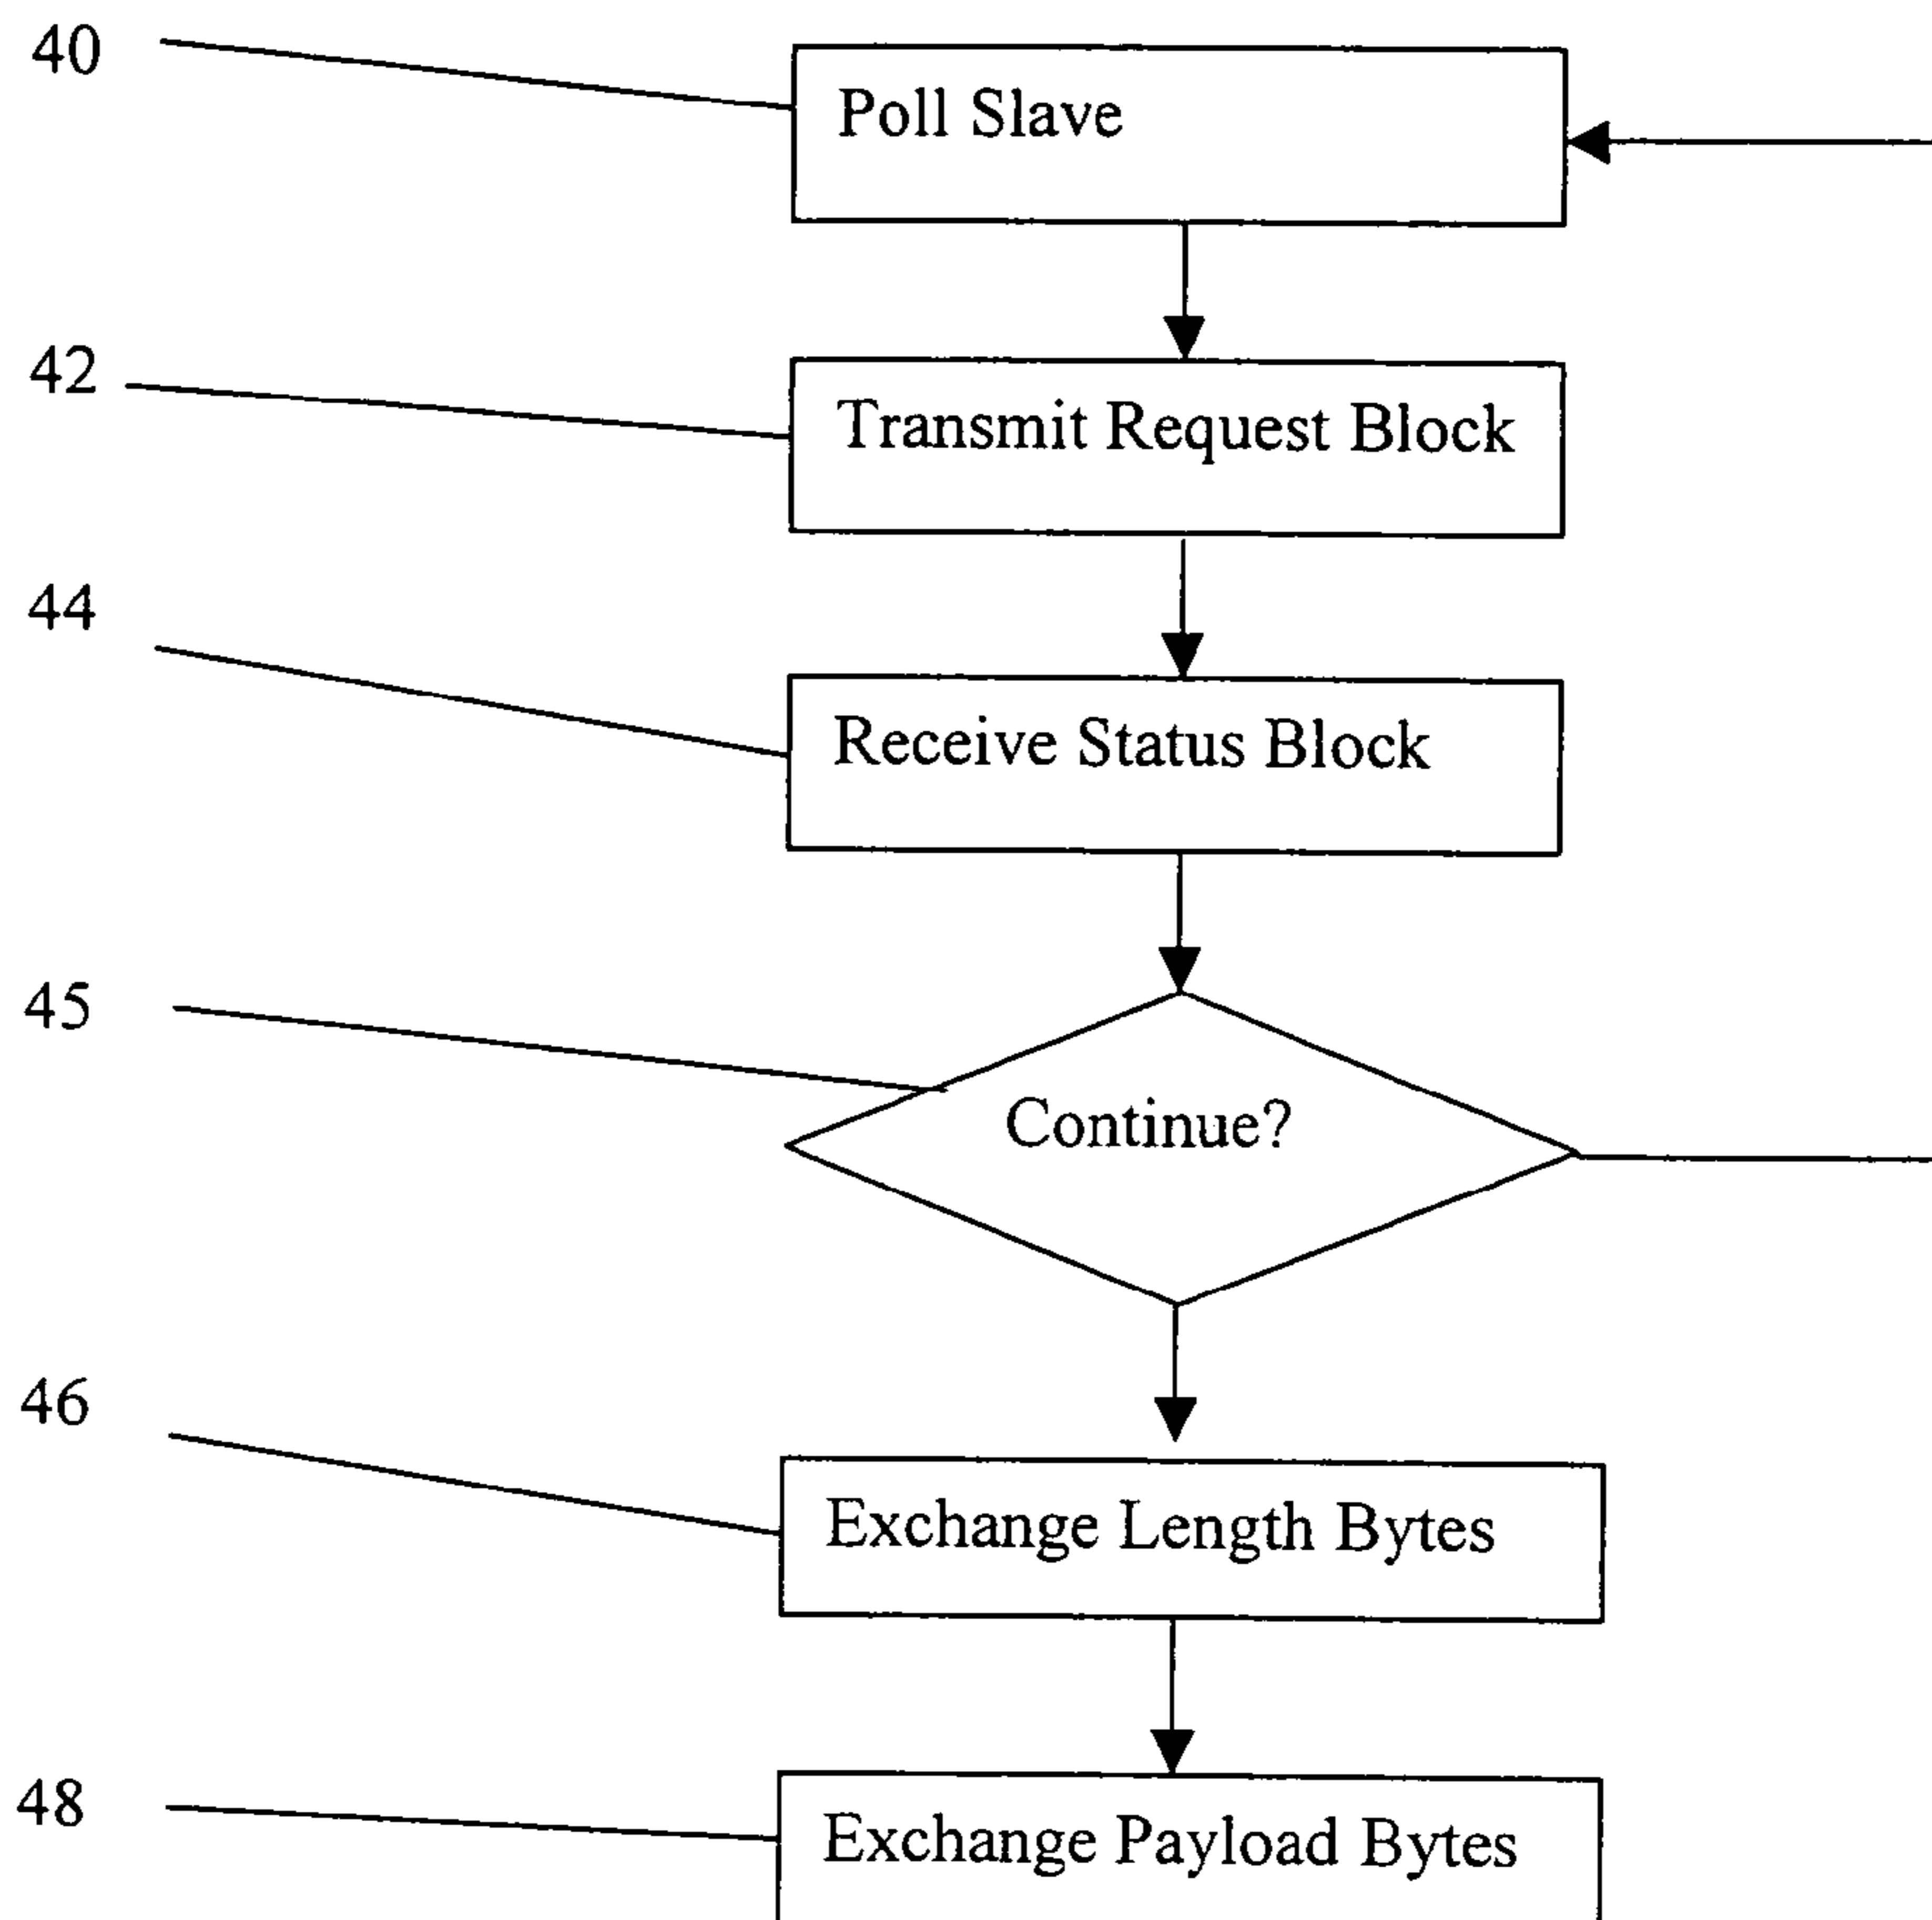 40
Poll Slave
42
Transmit Request Block
44
Receive Status Block
45
Continue?
46
Exchange Length Bytes
48
Exchange Payload Bytes